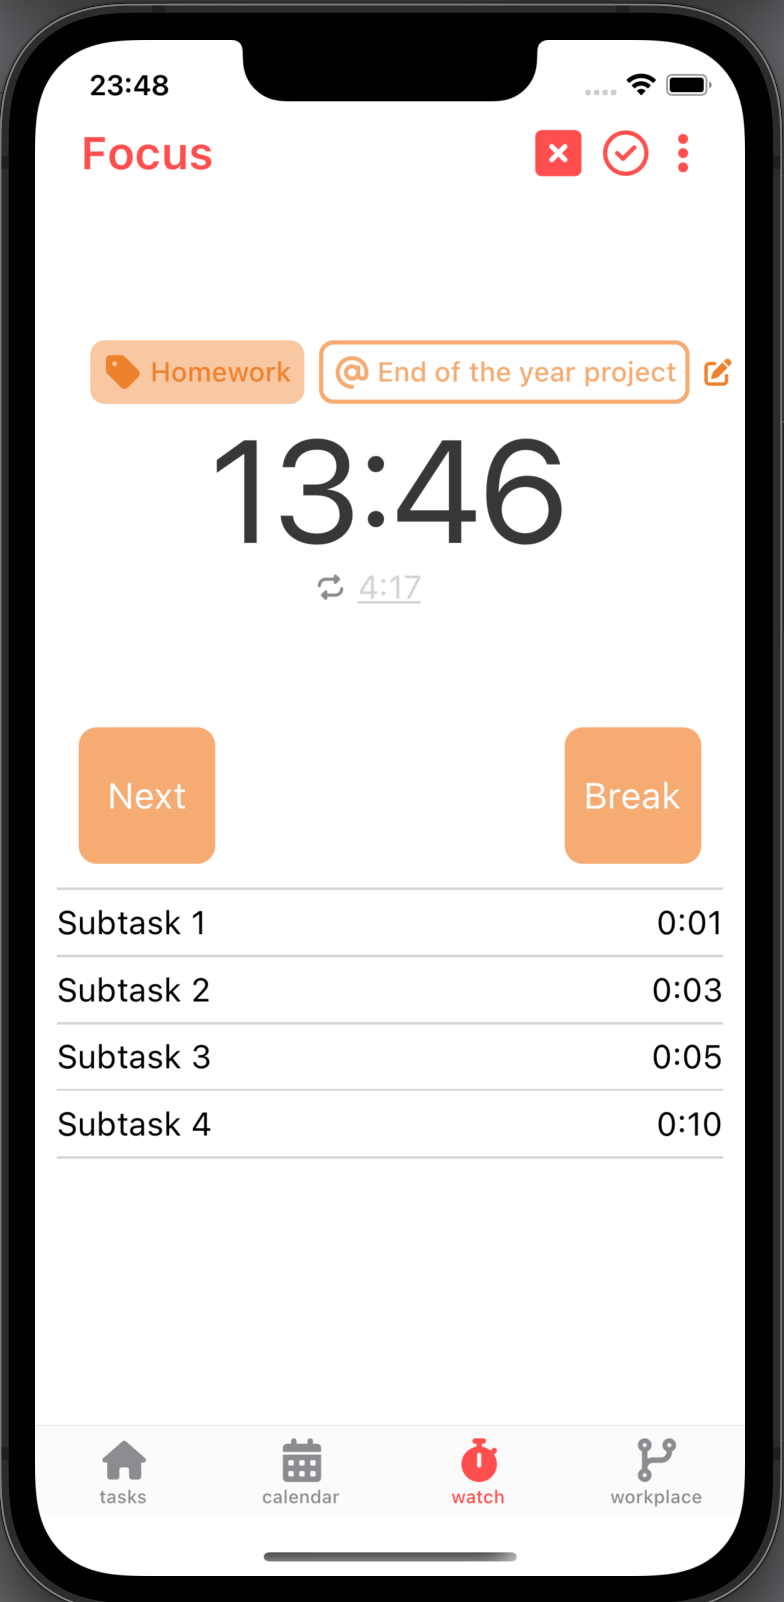 23:48
Focus
Homework @ End of the year project
13:46
4:17
Next Break
Subtask 1 0:01
Subtask 2 0:03
Subtask 3 0:05
Subtask 4 0:10
tasks calendar watch workplace